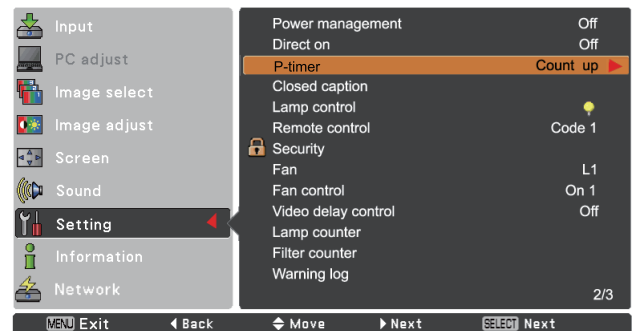 Input
PC adjust
Image select
Image adjust
Screen
Sound
Setting
Information
Network
Power management Off
Direct on Off
P-timer Count up
Closed caption
Lamp control
Remote control Code 1
Security
Fan L1
Fan control On 1
Video delay control Off
Lamp counter
Filter counter
Warning log
2/3
MENU Exit Back Move Next SELECT Next